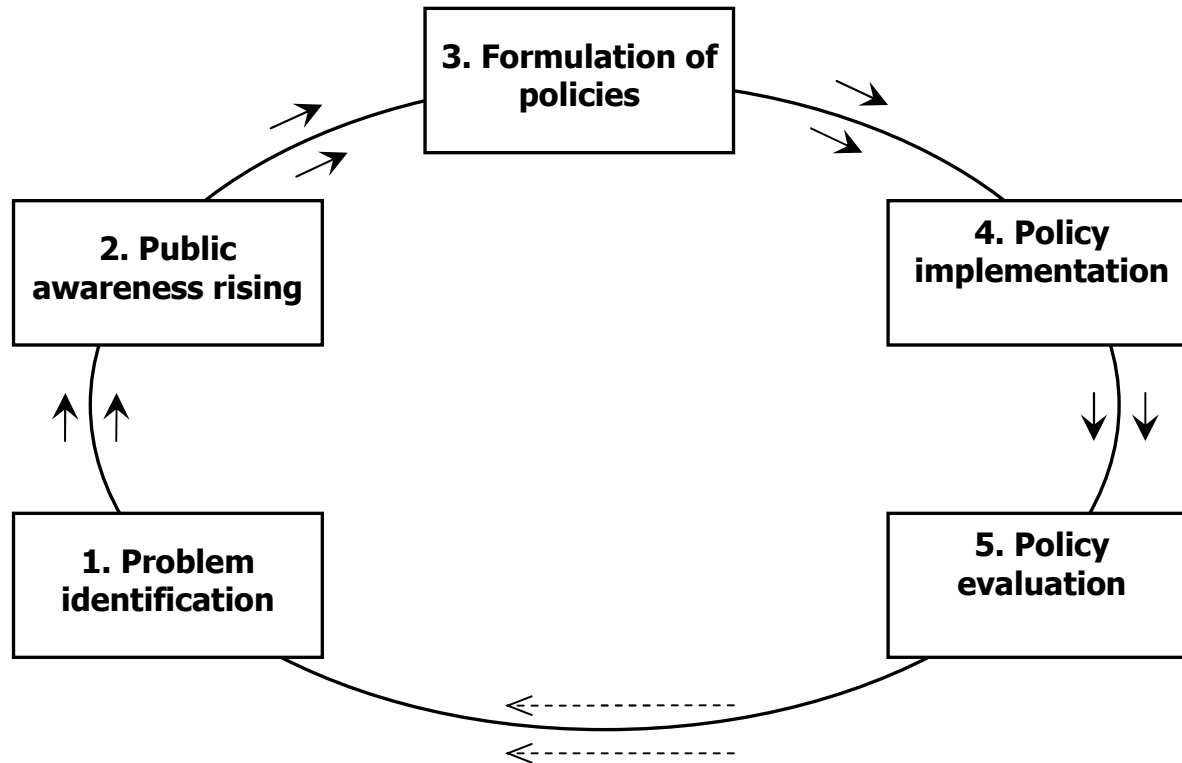 3. Formulation of
policies
2. Public
awareness rising
4. Policy
implementation
1. Problem
identification
5. Policy
evaluation